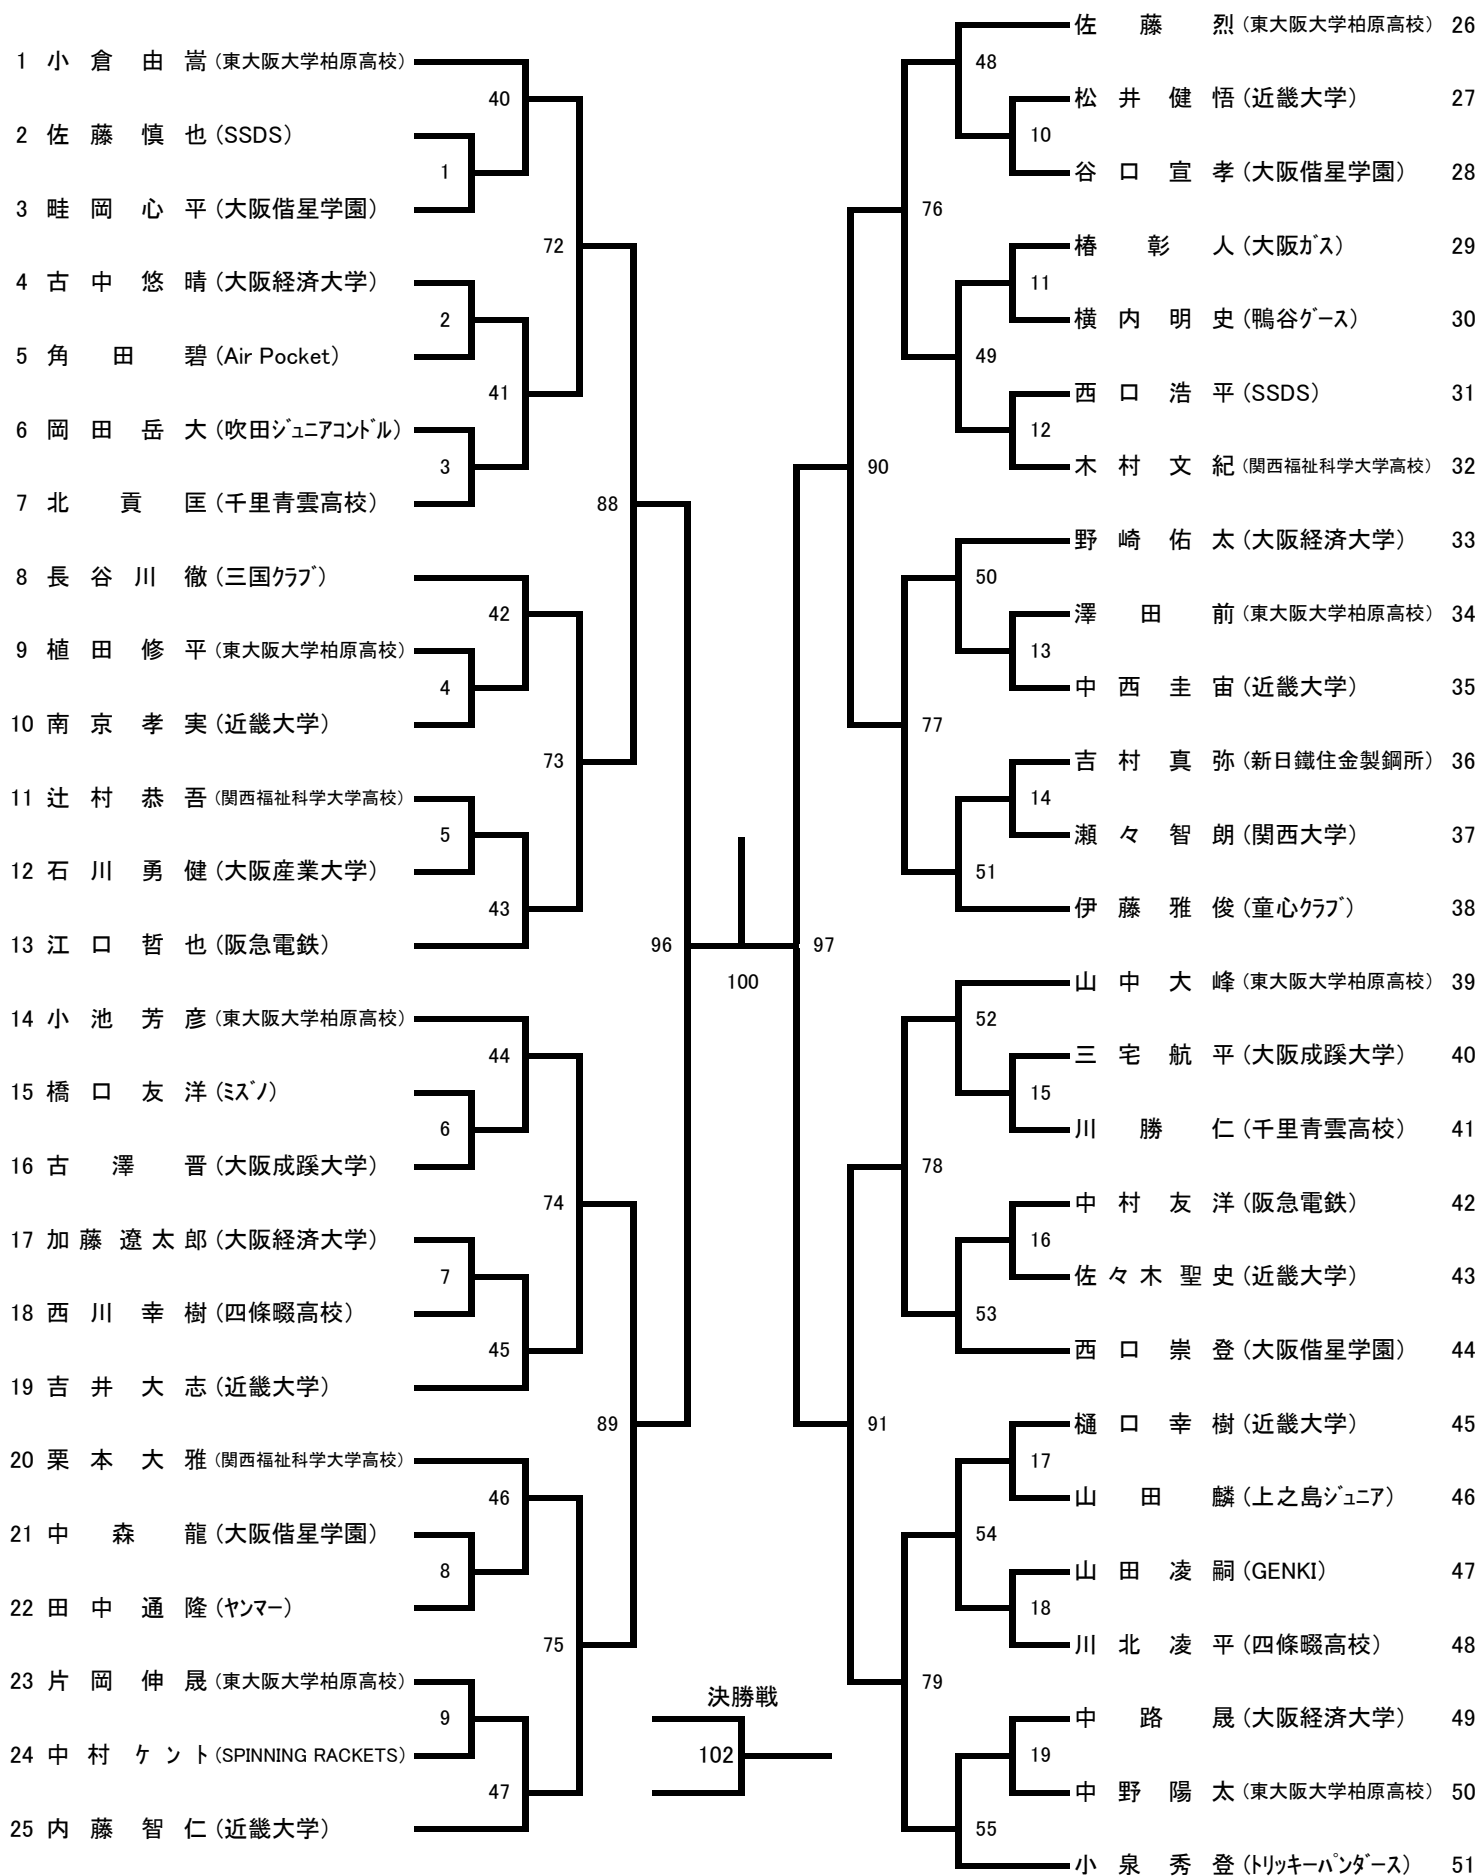 1 小倉由嵩 (東大阪大学柏原高校)
2 佐藤慎也 (SSDS)
3 畦岡心平 (大阪偕星学園)
4 古中悠晴 (大阪経済大学)
5 角田碧 (Air Pocket)
6 岡田岳大 (吹田ジュニアコンドル)
7 北貢匡 (千里青雲高校)
8 長谷川徹 (三国クラブ)
9 植田修平 (東大阪大学柏原高校)
10 南京孝実 (近畿大学)
11 辻村恭吾 (関西福祉科学大学高校)
12 石川勇健 (大阪産業大学)
13 江口哲也 (阪急電鉄)
14 小池芳彦 (東大阪大学柏原高校)
15 橋口友洋 (ミズノ)
16 古澤晋 (大阪成蹊大学)
17 加藤遼太郎 (大阪経済大学)
18 西川幸樹 (四條畷高校)
19 吉井大志 (近畿大学)
20 栗本大雅 (関西福祉科学大学高校)
21 中森龍 (大阪偕星学園)
22 田中通隆 (ヤンマー)
23 片岡伸晟 (東大阪大学柏原高校)
24 中村ケント (SPINNING RACKETS)
25 内藤智仁 (近畿大学)
1
2
3
4
5
6
7
8
9
40
41
42
43
44
45
46
47
72
73
74
75
88
89
96
100
97
決勝戦
102
90
91
76
77
78
79
48
49
50
51
52
53
54
55
10
11
12
13
14
15
16
17
18
19
佐藤烈 (東大阪大学柏原高校) 26
松井健悟 (近畿大学) 27
谷口宣孝 (大阪偕星学園) 28
椿彰人 (大阪ガス) 29
横内明史 (鴨谷グース) 30
西口浩平 (SSDS) 31
木村文紀 (関西福祉科学大学高校) 32
野崎佑太 (大阪経済大学) 33
澤田前 (東大阪大学柏原高校) 34
中西圭宙 (近畿大学) 35
吉村真弥 (新日鐵住金製鋼所) 36
瀬々智朗 (関西大学) 37
伊藤雅俊 (童心クラブ) 38
山中大峰 (東大阪大学柏原高校) 39
三宅航平 (大阪成蹊大学) 40
川勝仁 (千里青雲高校) 41
中村友洋 (阪急電鉄) 42
佐々木聖史 (近畿大学) 43
西口崇登 (大阪偕星学園) 44
樋口幸樹 (近畿大学) 45
山田麟 (上之島ジュニア) 46
山田凌嗣 (GENKI) 47
川北凌平 (四條畷高校) 48
中路晟 (大阪経済大学) 49
中野陽太 (東大阪大学柏原高校) 50
小泉秀登 (トリッキーパンダース) 51